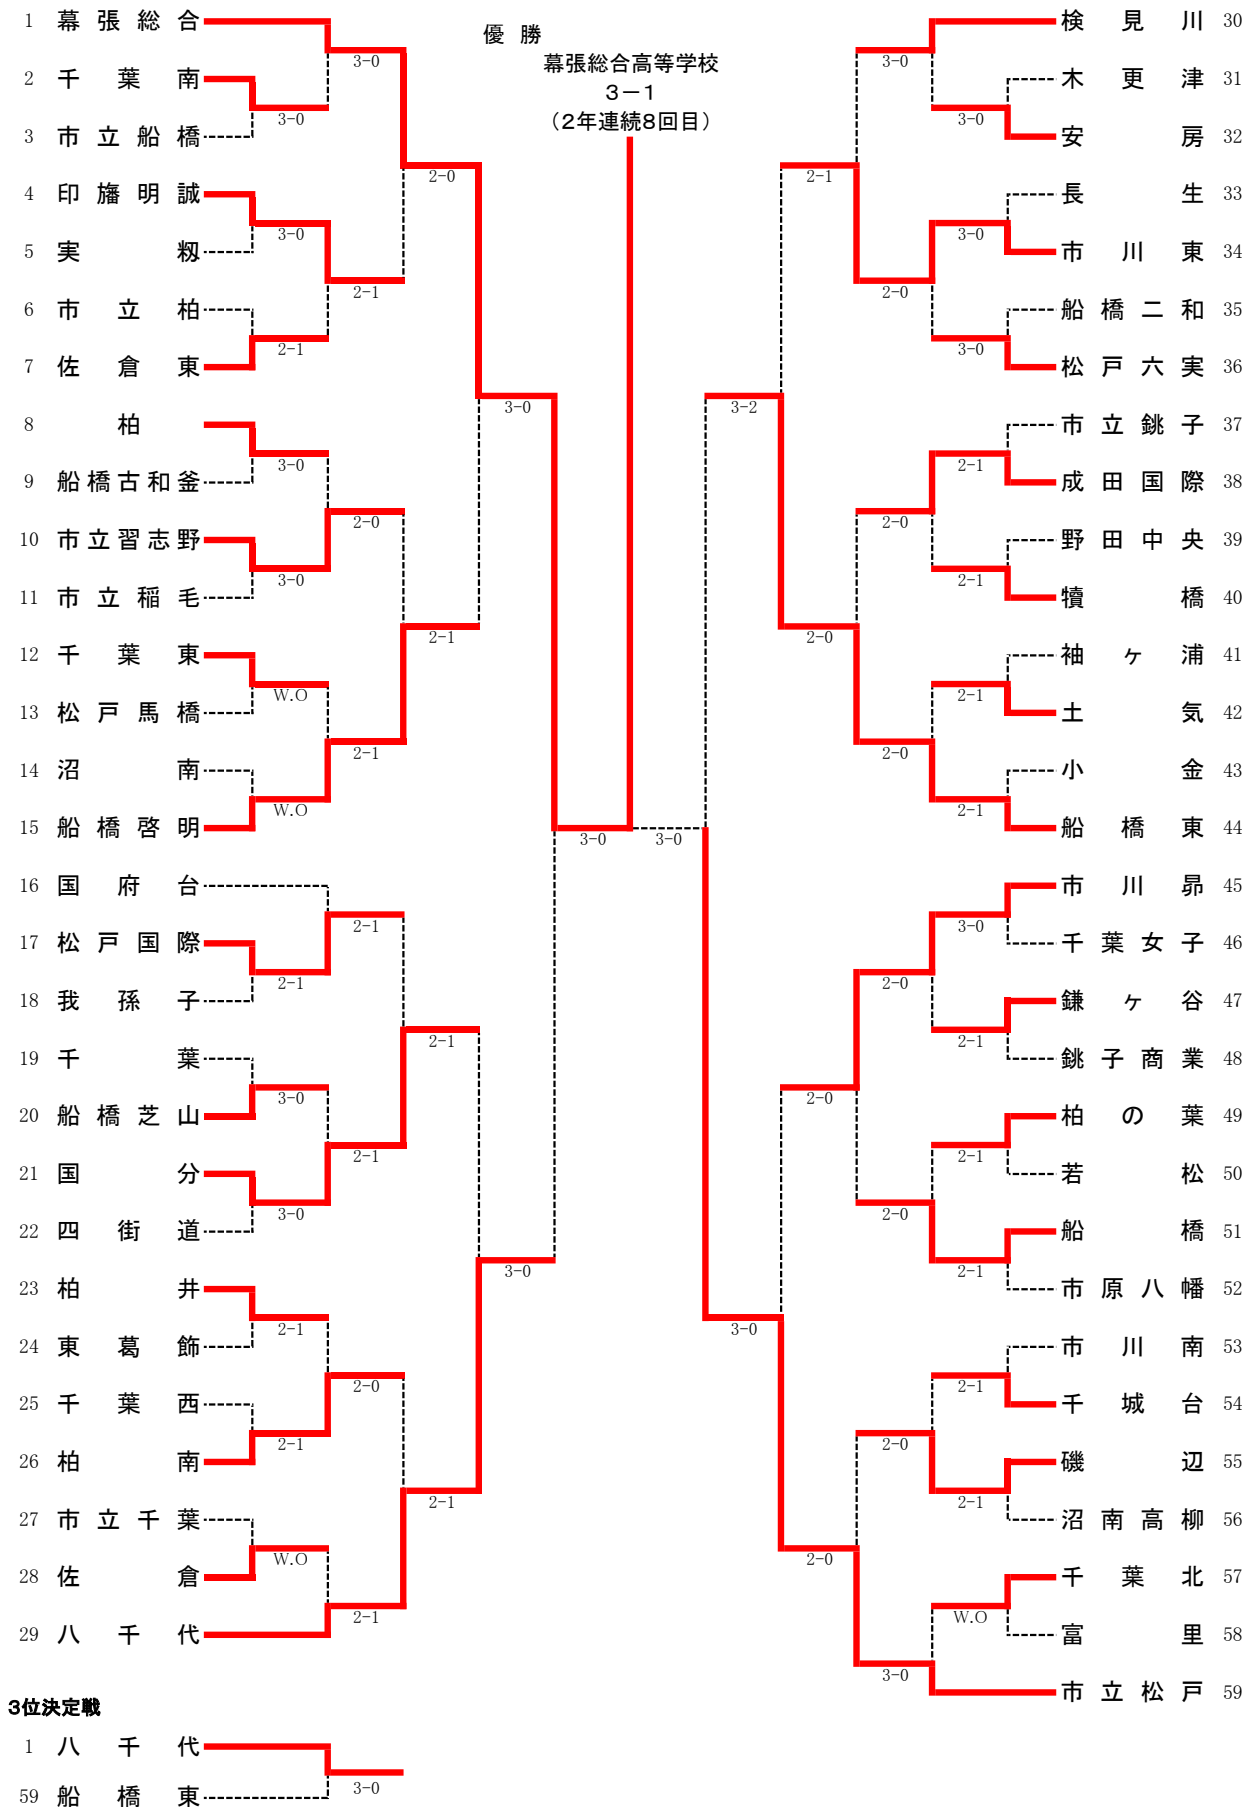 優勝
幕張総合高等学校
3－1
（2年連続8回目）
1 幕張総合
2 千葉南
3 市立船橋
4 印旛明誠
5 実籾
6 市立柏
7 佐倉東
8 柏
9 船橋古和釜
10 市立習志野
11 市立稲毛
12 千葉東
13 松戸馬橋
14 沼南
15 船橋啓明
16 国府台
17 松戸国際
18 我孫子
19 千葉
20 船橋芝山
21 国分
22 四街道
23 柏井
24 東葛飾
25 千葉西
26 柏南
27 市立千葉
28 佐倉
29 八千代
3-0
3-0
3-0
2-1
3-0
3-0
W.O
W.O
2-1
3-0
3-0
2-1
2-1
W.O
2-1
2-0
2-1
2-1
2-1
2-0
2-1
2-0
2-1
2-1
2-1
3-0
3-0
3-0
3-0
検見川 30
木更津 31
安房 32
長生 33
市川東 34
船橋二和 35
松戸六実 36
市立銚子 37
成田国際 38
野田中央 39
犢橋 40
袖ヶ浦 41
土気 42
小金 43
船橋東 44
市川昴 45
千葉女子 46
鎌ヶ谷 47
銚子商業 48
柏の葉 49
若松 50
船橋 51
市原八幡 52
市川南 53
千城台 54
磯辺 55
沼南高柳 56
千葉北 57
富里 58
市立松戸 59
3-0
3-0
3-0
3-0
2-1
2-1
2-1
2-1
3-0
2-1
2-1
2-1
2-1
2-1
W.O
2-0
2-0
2-0
2-0
2-0
2-0
3-0
2-1
2-0
2-0
2-0
3-2
3-0
3位決定戦
1 八千代
59 船橋東
3-0